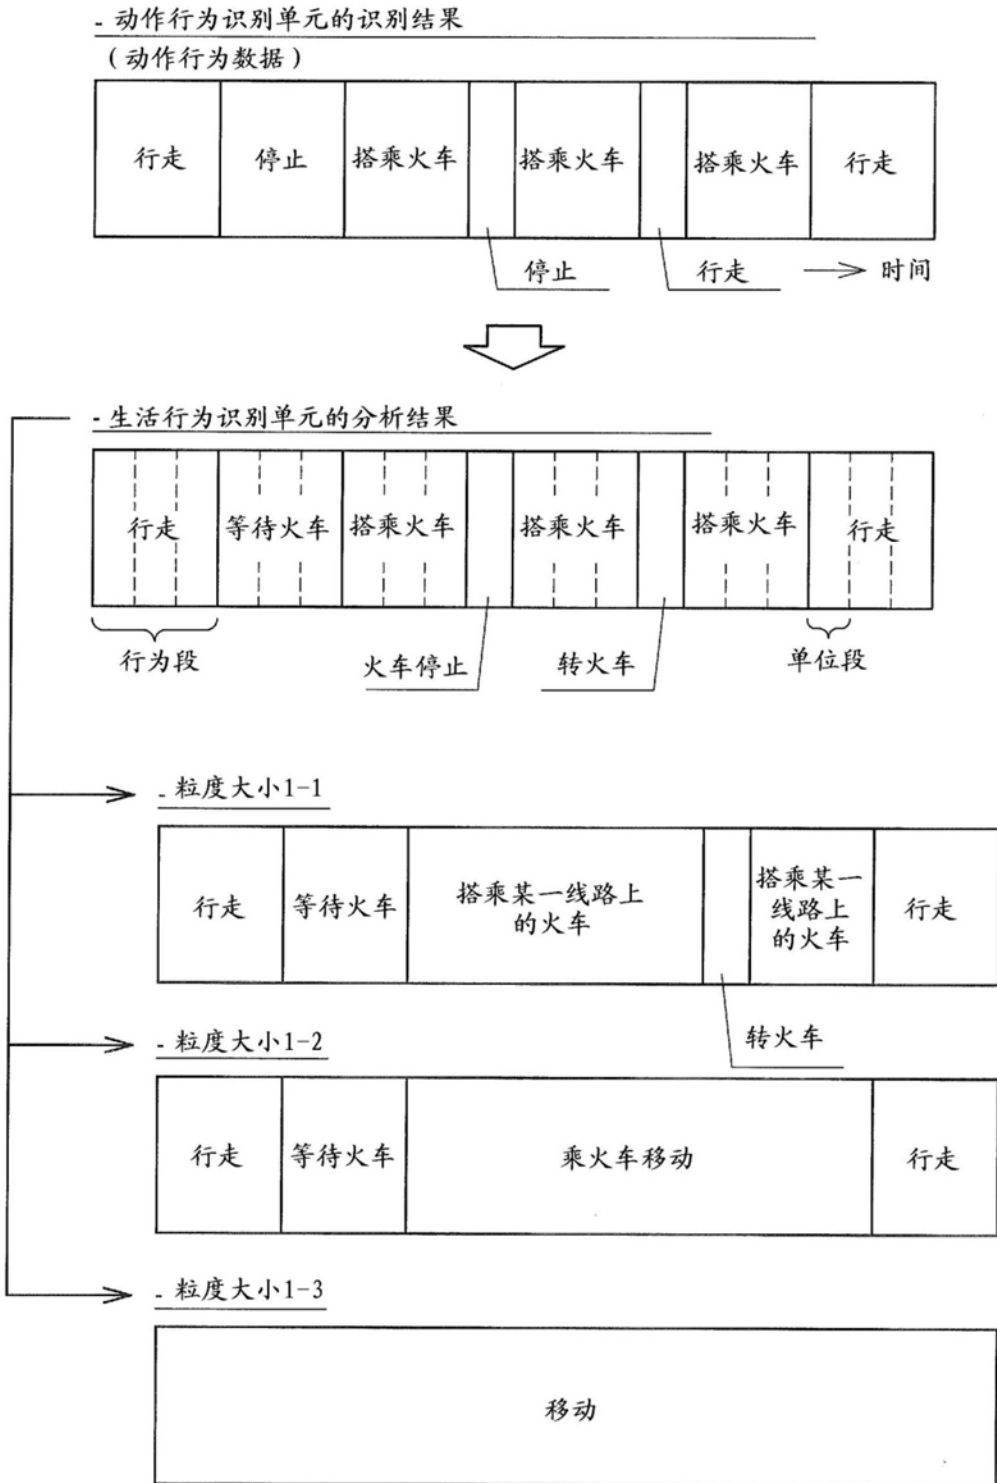 - 动作行为识别单元的识别结果
(动作行为数据)
行走 停止 搭乘火车 搭乘火车 搭乘火车 行走
停止 行走 时间
- 生活行为识别单元的分析结果
行走 等待火车 搭乘火车 搭乘火车 搭乘火车 行走
行为段 火车停止 转火车 单位段
- 粒度大小1-1
行走 等待火车 搭乘某一线路上
的火车 搭乘某一
线路上
的火车 行走
转火车
- 粒度大小1-2
行走 等待火车 乘火车移动 行走
- 粒度大小1-3
移动